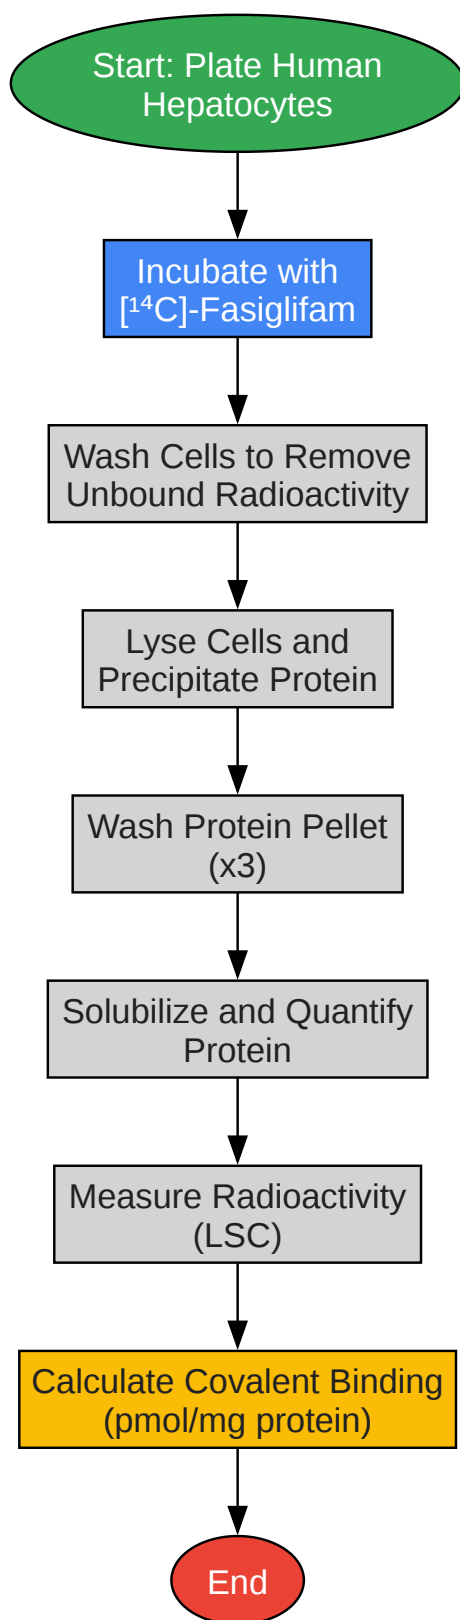 Start: Plate Human
Hepatocytes
Incubate with
[¹⁴C]-Fasiglifam
Wash Cells to Remove
Unbound Radioactivity
Lyse Cells and
Precipitate Protein
Wash Protein Pellet
(x3)
Solubilize and Quantify
Protein
Measure Radioactivity
(LSC)
Calculate Covalent Binding
(pmol/mg protein)
End